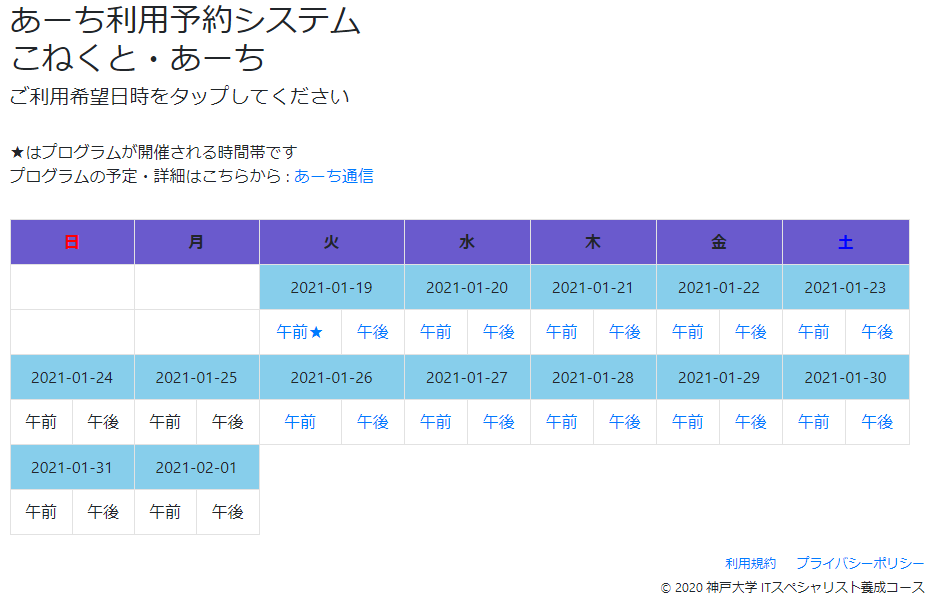 あーち利用予約システム
こねくと・あーち
ご利用希望日時をタップしてください
★はプログラムが開催される時間帯です
プログラムの予定・詳細はこちらから : あーち通信
日 月 火 水 木 金 土
2021-01-19 2021-01-20 2021-01-21 2021-01-22 2021-01-23
午前★ 午後 午前 午後 午前 午後 午前 午後 午前 午後
2021-01-24 2021-01-25 2021-01-26 2021-01-27 2021-01-28 2021-01-29 2021-01-30
午前 午後 午前 午後 午前 午後 午前 午後 午前 午後 午前 午後 午前 午後
2021-01-31 2021-02-01
午前 午後 午前 午後
利用規約 プライバシーポリシー
© 2020 神戸大学 ITスペシャリスト養成コース